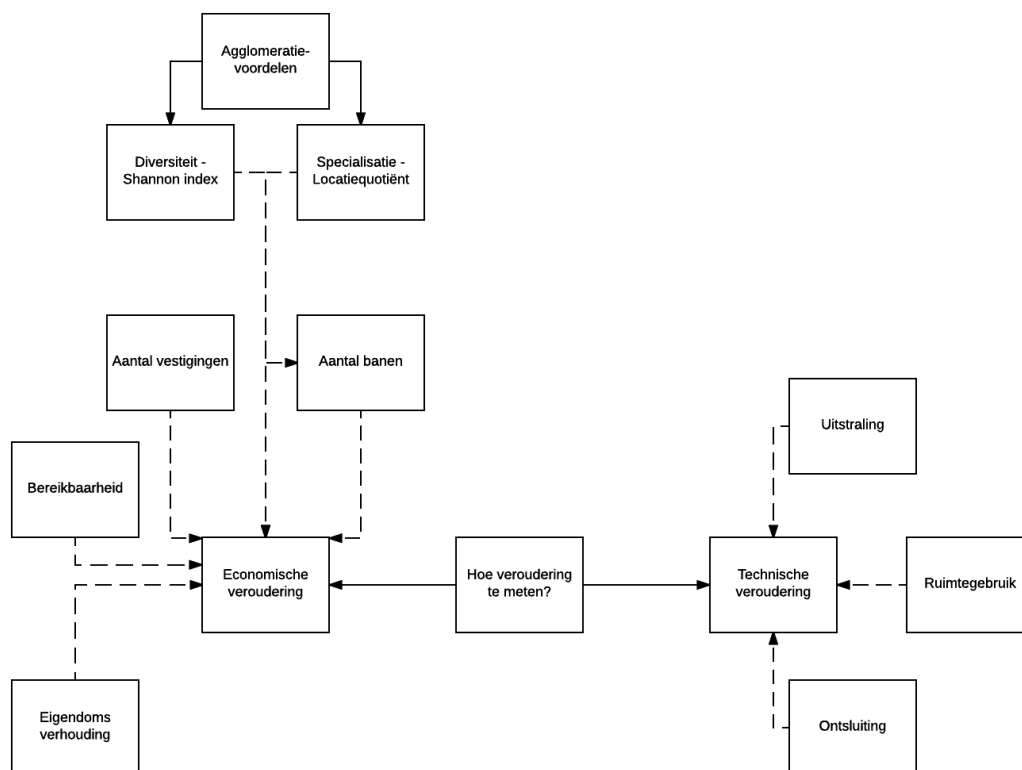 Agglomeratie-
voordelen
Diversiteit -
Shannon index
Specialisatie -
Locatiequotiënt
Aantal vestigingen
Aantal banen
Uitstraling
Bereikbaarheid
Economische
veroudering
Hoe veroudering
te meten?
Technische
veroudering
Ruimtegebruik
Eigendoms
verhouding
Ontsluiting